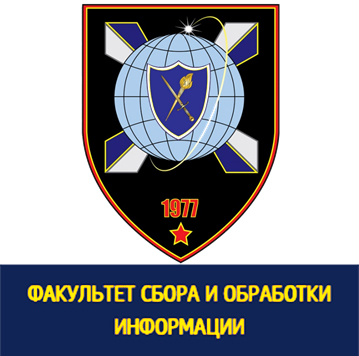 1977
ФАКУЛЬТЕТ СБОРА И ОБРАБОТКИ
ИНФОРМАЦИИ